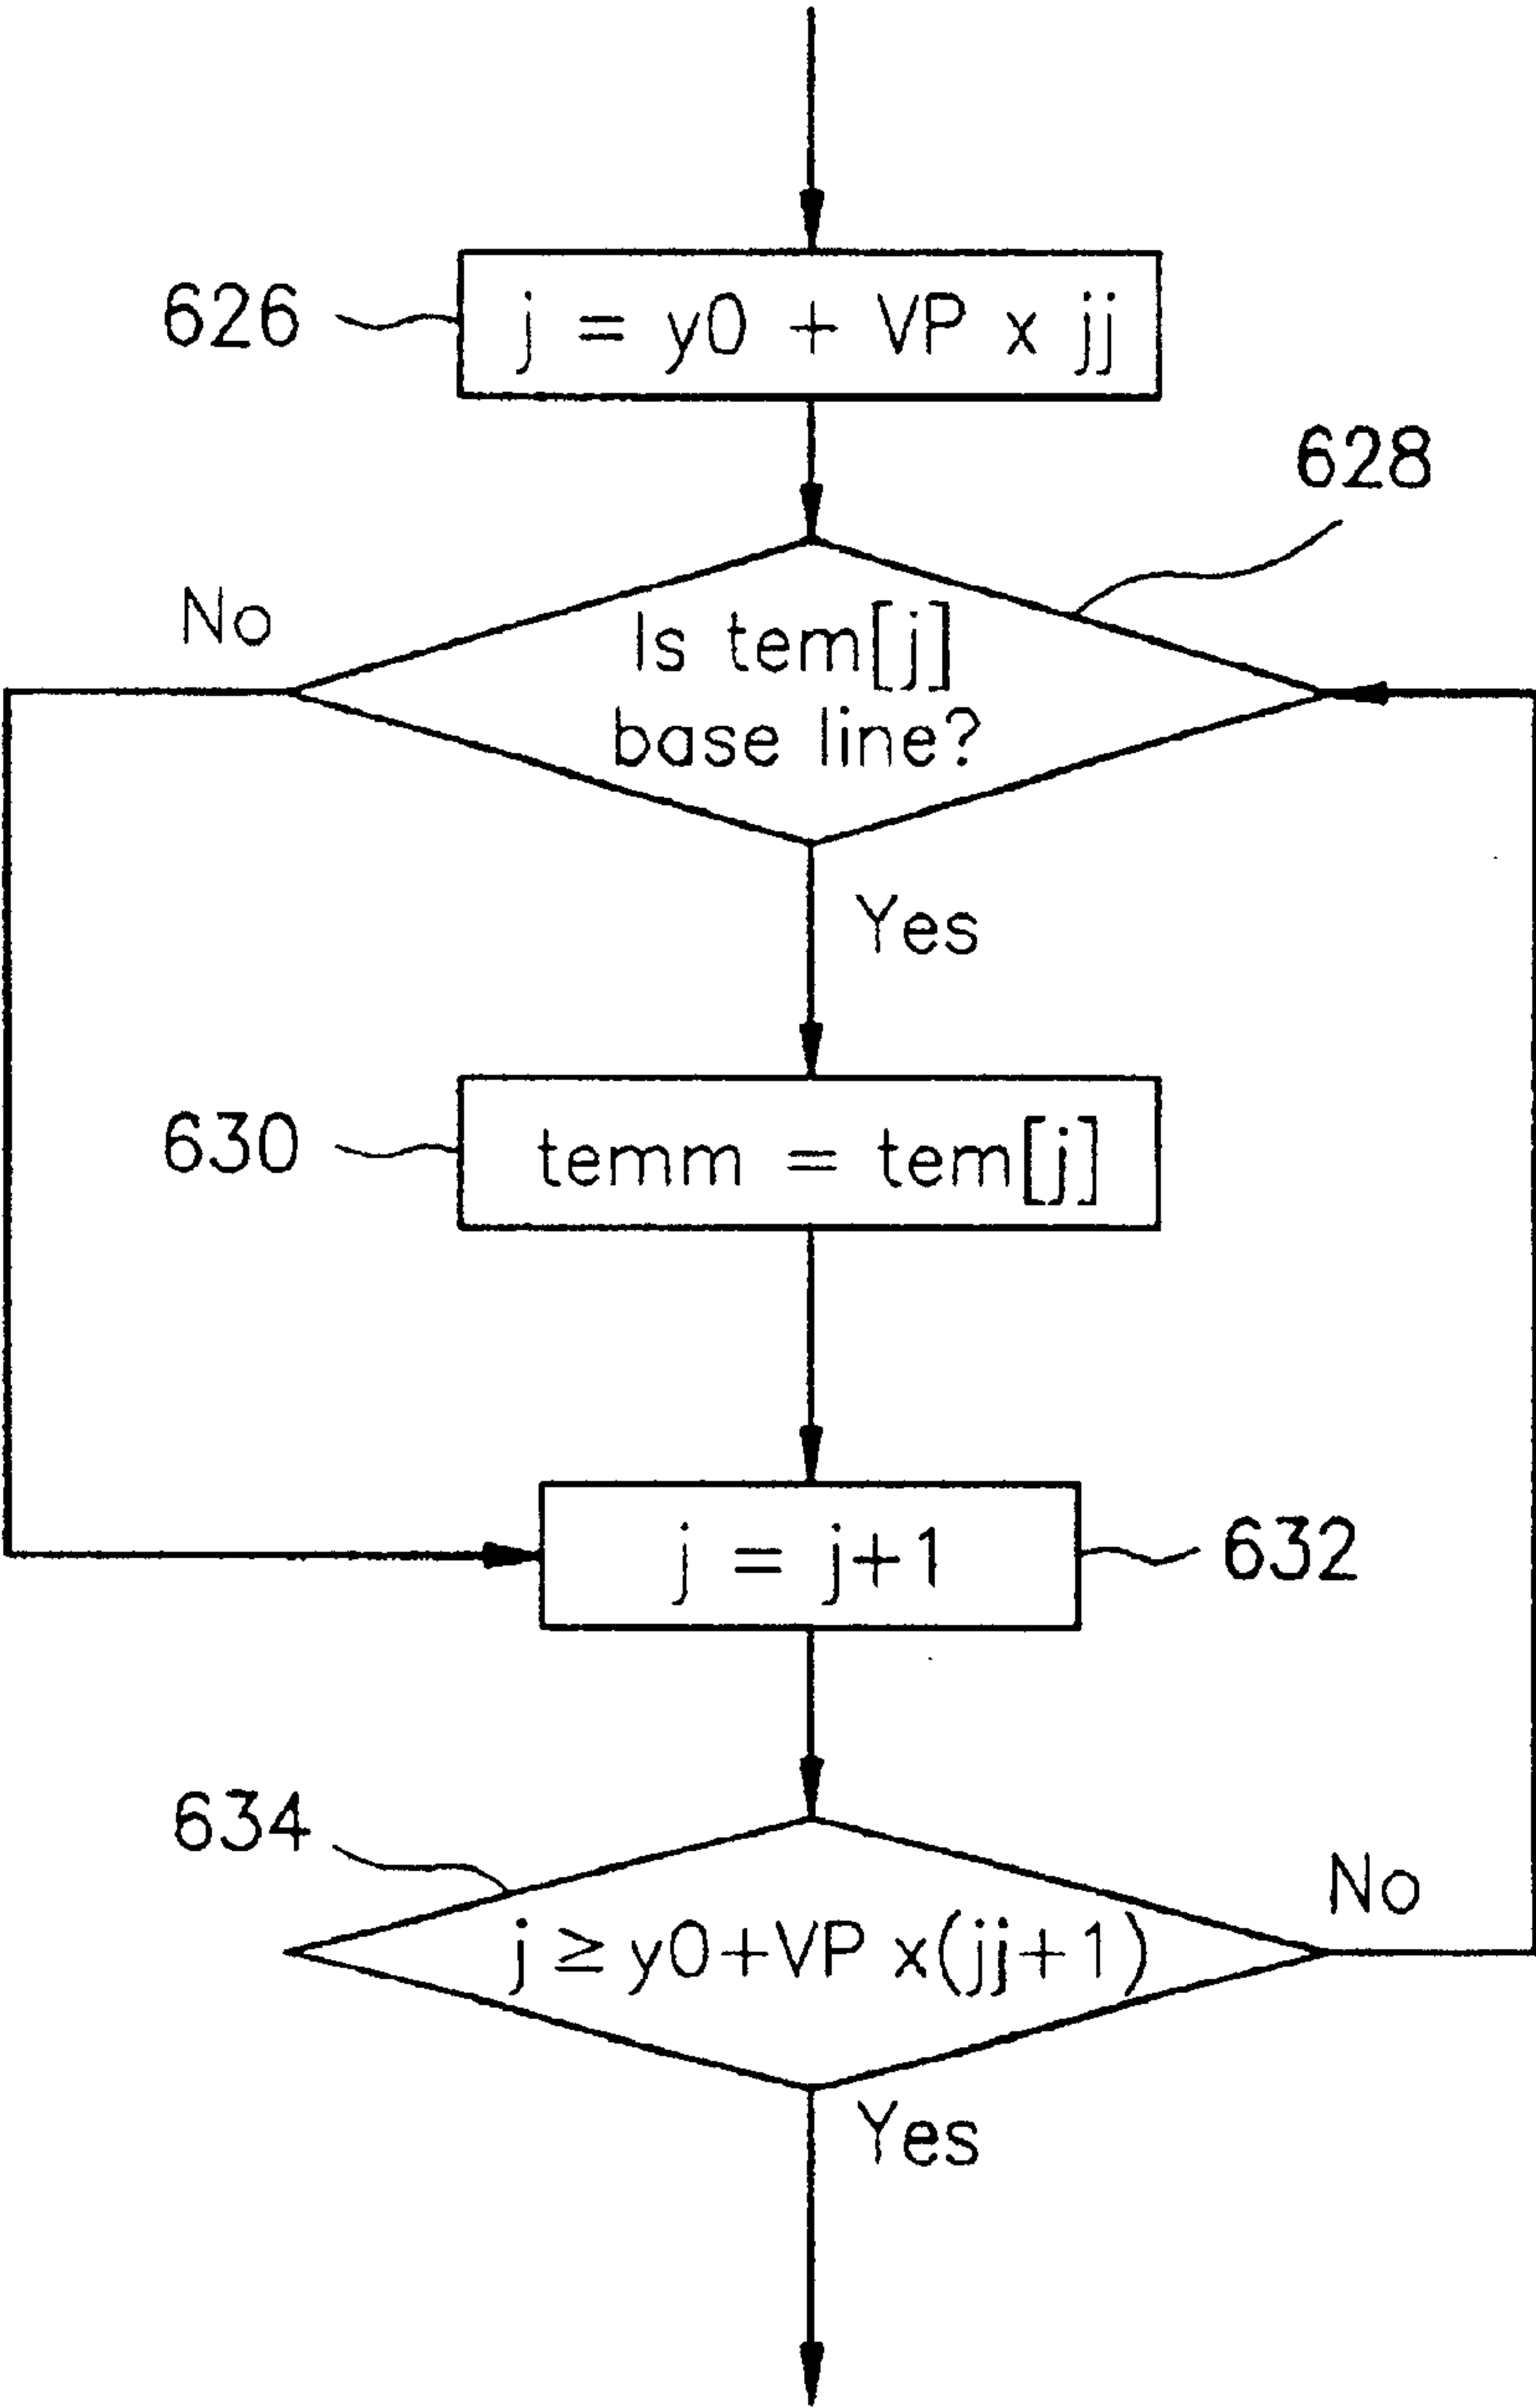 626
j = y0 + VP x jj
628
No
Is tem[j]
base line?
Yes
630
temm = tem[j]
j = j+1
632
634
No
j ≥ y0+VP x(jj+1)
Yes